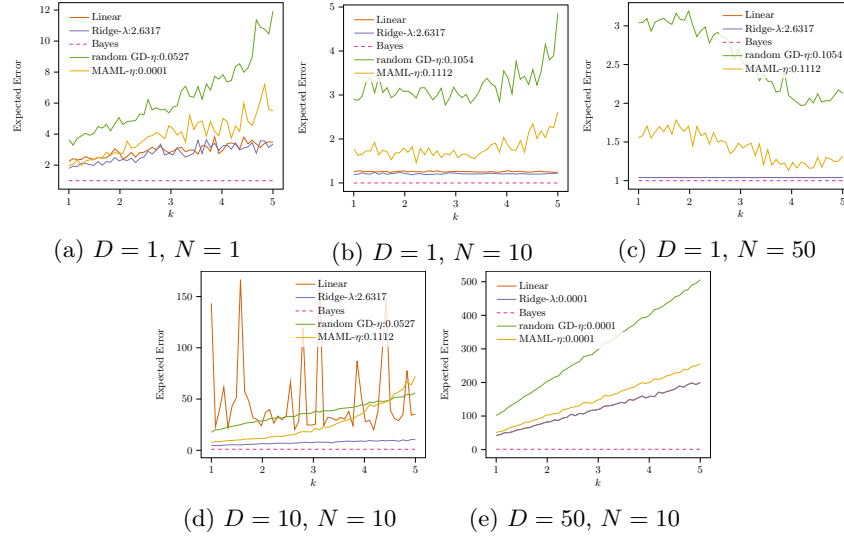 12
10
8
6
4
2
1
2
3
4
5
k
Expected Error
Linear
Ridge-λ:2.6317
Bayes
random GD-η:0.0527
MAML-η:0.0001
(a) D = 1, N = 1
5
4
3
2
1
1
2
3
4
5
k
Expected Error
Linear
Ridge-λ:2.6317
Bayes
random GD-η:0.1054
MAML-η:0.1112
(b) D = 1, N = 10
3
2
1
1
2
3
4
5
k
Expected Error
Linear
Ridge-λ:2.6317
Bayes
random GD-η:0.1054
MAML-η:0.1112
(c) D = 1, N = 50
150
100
50
0
1
2
3
4
5
k
Expected Error
Linear
Ridge-λ:2.6317
Bayes
random GD-η:0.0527
MAML-η:0.1112
(d) D = 10, N = 10
500
400
300
200
100
0
1
2
3
4
5
k
Expected Error
Linear
Ridge-λ:0.0001
Bayes
random GD-η:0.0001
MAML-η:0.0001
(e) D = 50, N = 10